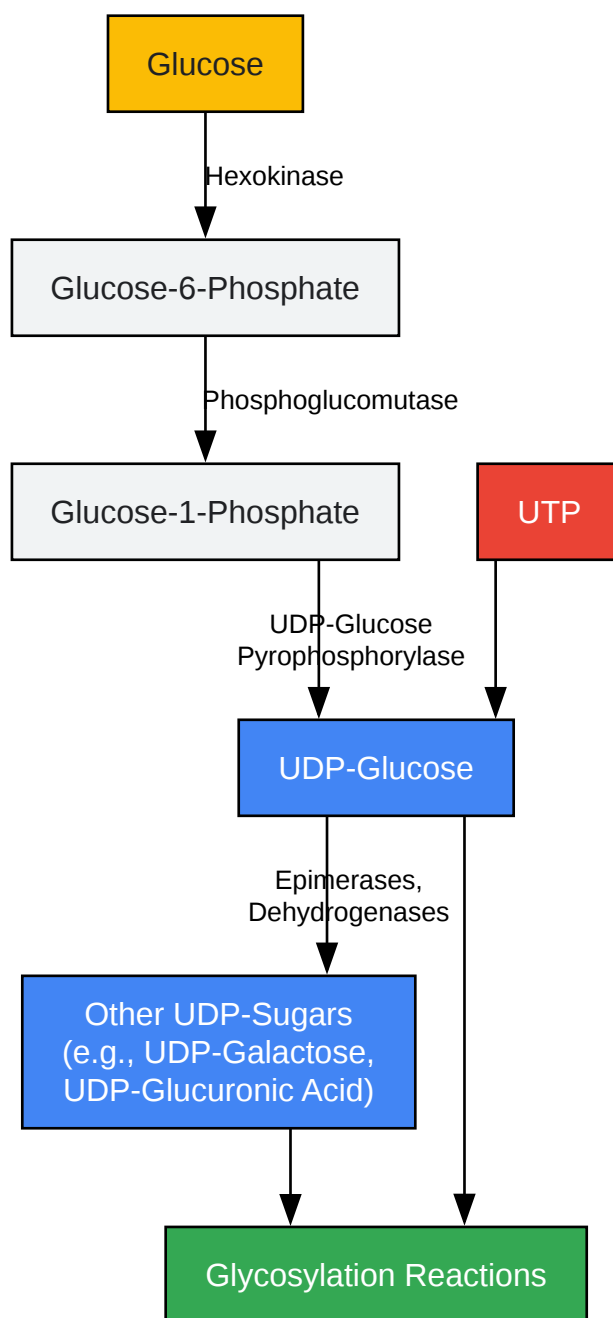 Glucose
Hexokinase
Glucose-6-Phosphate
Phosphoglucomutase
Glucose-1-Phosphate
UTP
UDP-Glucose
Pyrophosphorylase
UDP-Glucose
Epimerases,
Dehydrogenases
Other UDP-Sugars
(e.g., UDP-Galactose,
UDP-Glucuronic Acid)
Glycosylation Reactions